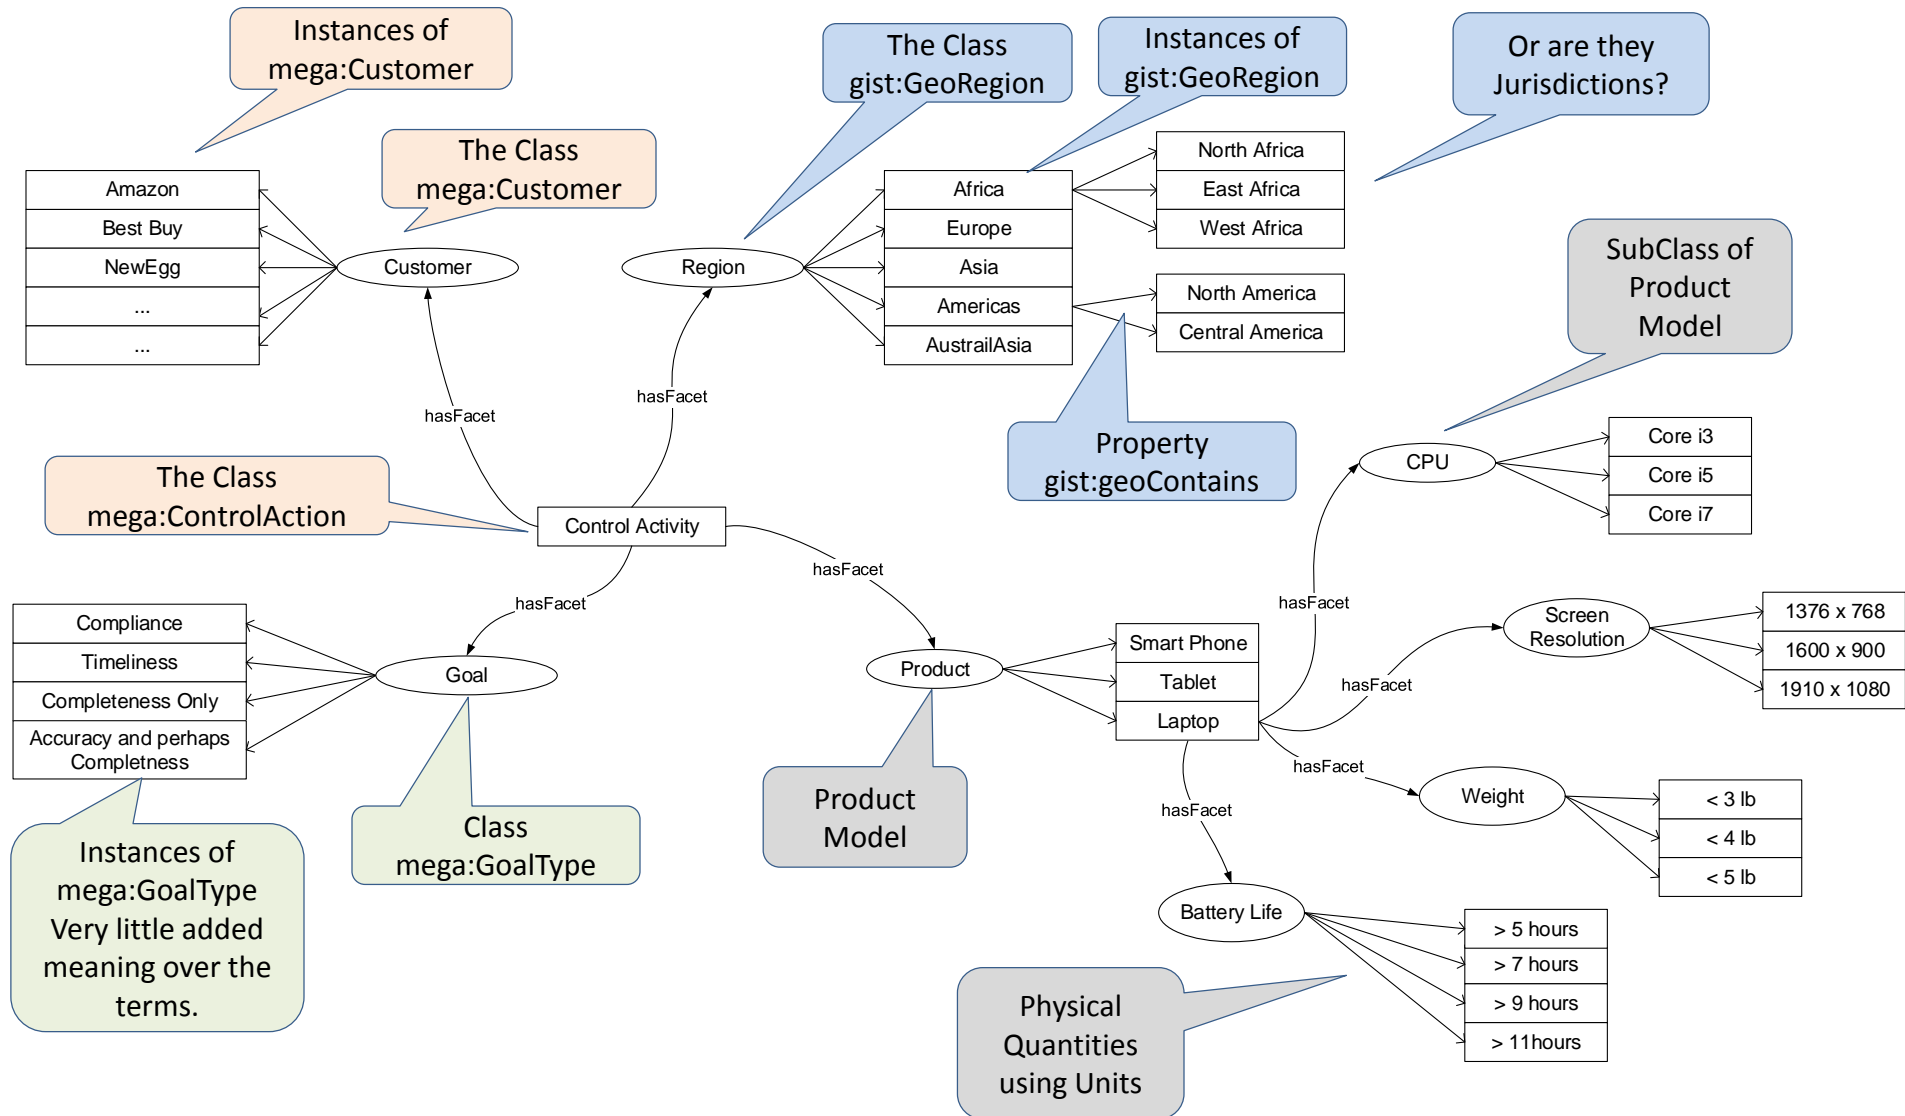 Instances of
mega:Customer
The Class
gist:GeoRegion
Instances of
gist:GeoRegion
Or are they
Jurisdictions?
The Class
mega:Customer
Amazon
Best Buy
NewEgg
...
...
Customer
Region
Africa
Europe
Asia
Americas
AustrailAsia
North Africa
East Africa
West Africa
North America
Central America
SubClass of
Product
Model
hasFacet
hasFacet
Property
gist:geoContains
CPU
Core i3
Core i5
Core i7
The Class
mega:ControlAction
Control Activity
hasFacet
hasFacet
hasFacet
Compliance
Timeliness
Completeness Only
Accuracy and perhaps
Completness
Goal
Product
Smart Phone
Tablet
Laptop
Screen
Resolution
1376 x 768
1600 x 900
1910 x 1080
hasFacet
hasFacet
hasFacet
Weight
< 3 lb
< 4 lb
< 5 lb
Class
mega:GoalType
Product
Model
Instances of
mega:GoalType
Very little added
meaning over the
terms.
Battery Life
> 5 hours
> 7 hours
> 9 hours
> 11hours
Physical
Quantities
using Units